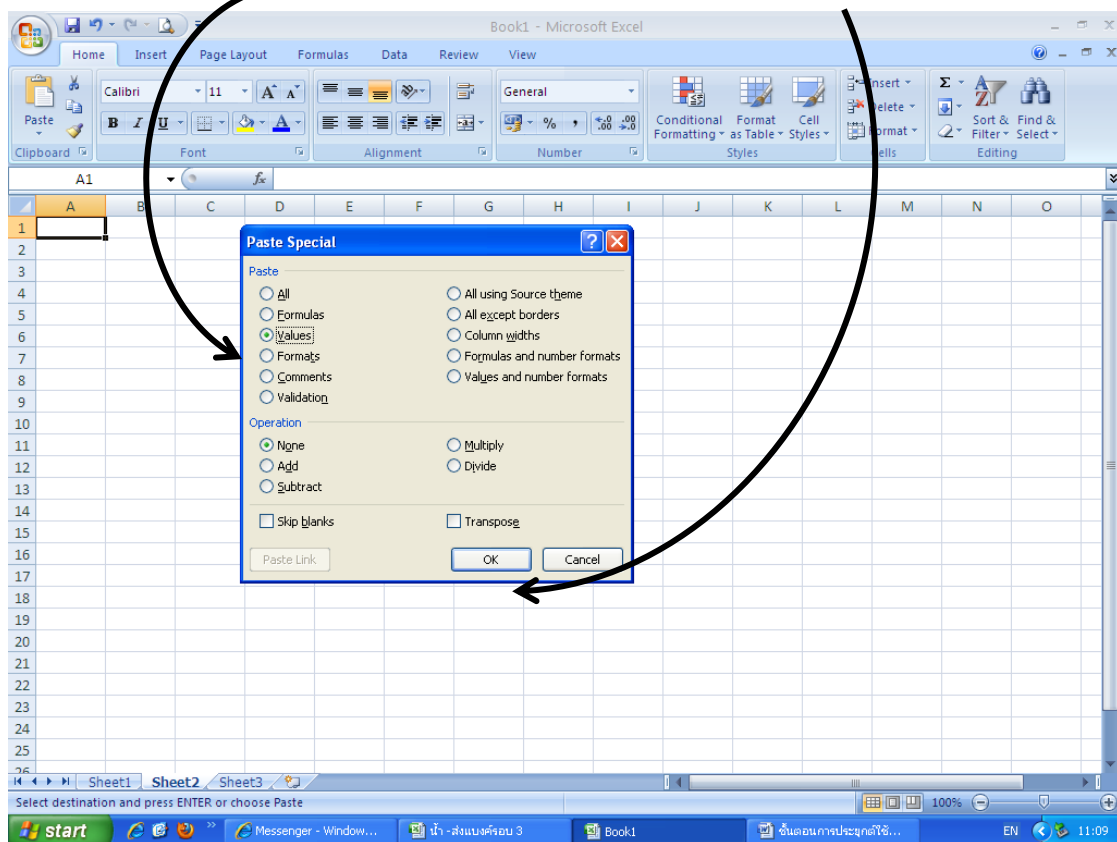 Book1 - Microsoft Excel
Home Insert Page Layout Formulas Data Review View
Calibri 11 General Insert
Paste Conditional Format Cell Delete Sort & Find &
B I U % , Formatting as Table Styles Format Filter Select
Clipboard Font Alignment Number Styles Cells Editing
A1 fx
A B C D E F G H I J K L M N O
1
2
3
4
5
6
7
8
9
10
11
12
13
14
15
16
17
18
19
20
21
22
23
24
25
26
Paste Special
Paste
All All using Source theme
Formulas All except borders
Values Column widths
Formats Formulas and number formats
Comments Values and number formats
Validation
Operation
None Multiply
Add Divide
Subtract
Skip blanks Transpose
Paste Link OK Cancel
Sheet1 Sheet2 Sheet3
Select destination and press ENTER or choose Paste 100%
start Messenger - Window... น้ำ -ส่งแบงค์รอบ 3 Book1 ขั้นตอนการประยุกต์ใช้... EN 11:09